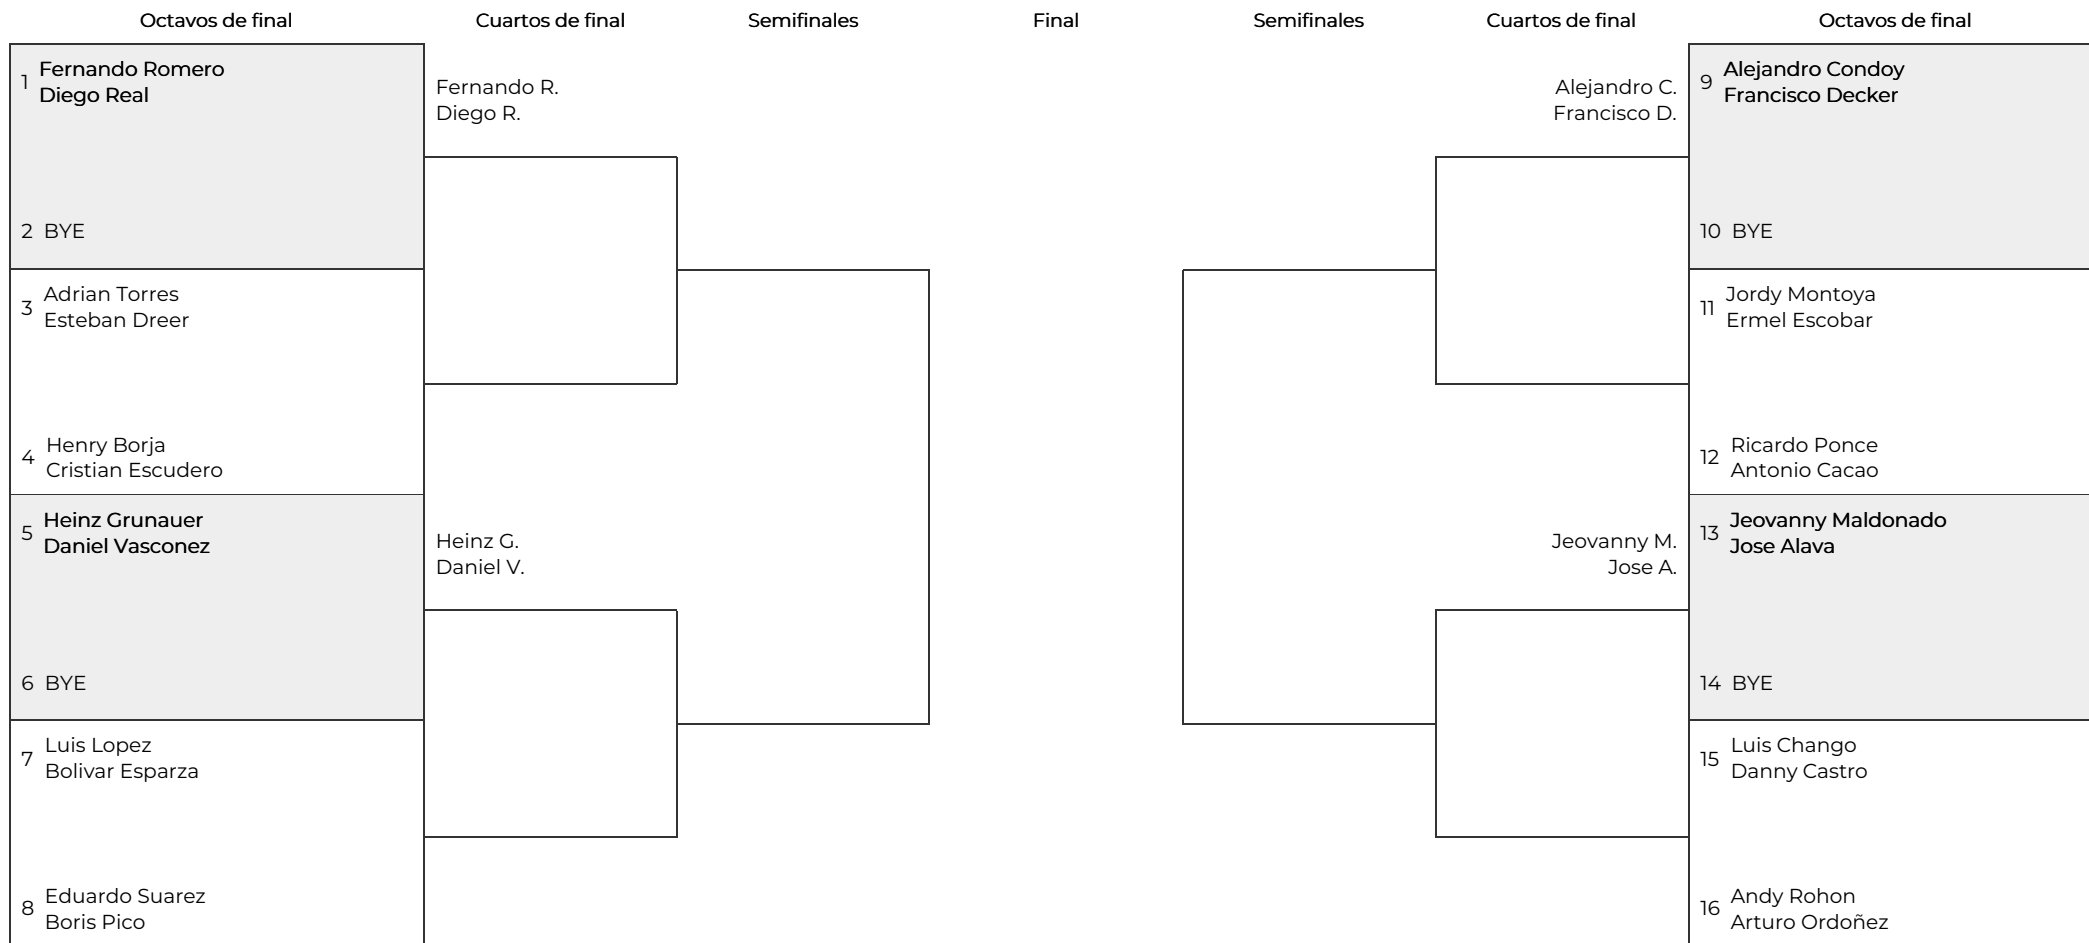 Octavos de final
Cuartos de final
Semifinales
Final
Semifinales
Cuartos de final
Octavos de final
1 Fernando Romero
Diego Real
2 BYE
3 Adrian Torres
Esteban Dreer
4 Henry Borja
Cristian Escudero
5 Heinz Grunauer
Daniel Vasconez
6 BYE
7 Luis Lopez
Bolivar Esparza
8 Eduardo Suarez
Boris Pico
Fernando R.
Diego R.
Heinz G.
Daniel V.
Alejandro C.
Francisco D.
Jeovanny M.
Jose A.
9 Alejandro Condoy
Francisco Decker
10 BYE
11 Jordy Montoya
Ermel Escobar
12 Ricardo Ponce
Antonio Cacao
13 Jeovanny Maldonado
Jose Alava
14 BYE
15 Luis Chango
Danny Castro
16 Andy Rohon
Arturo Ordoñez